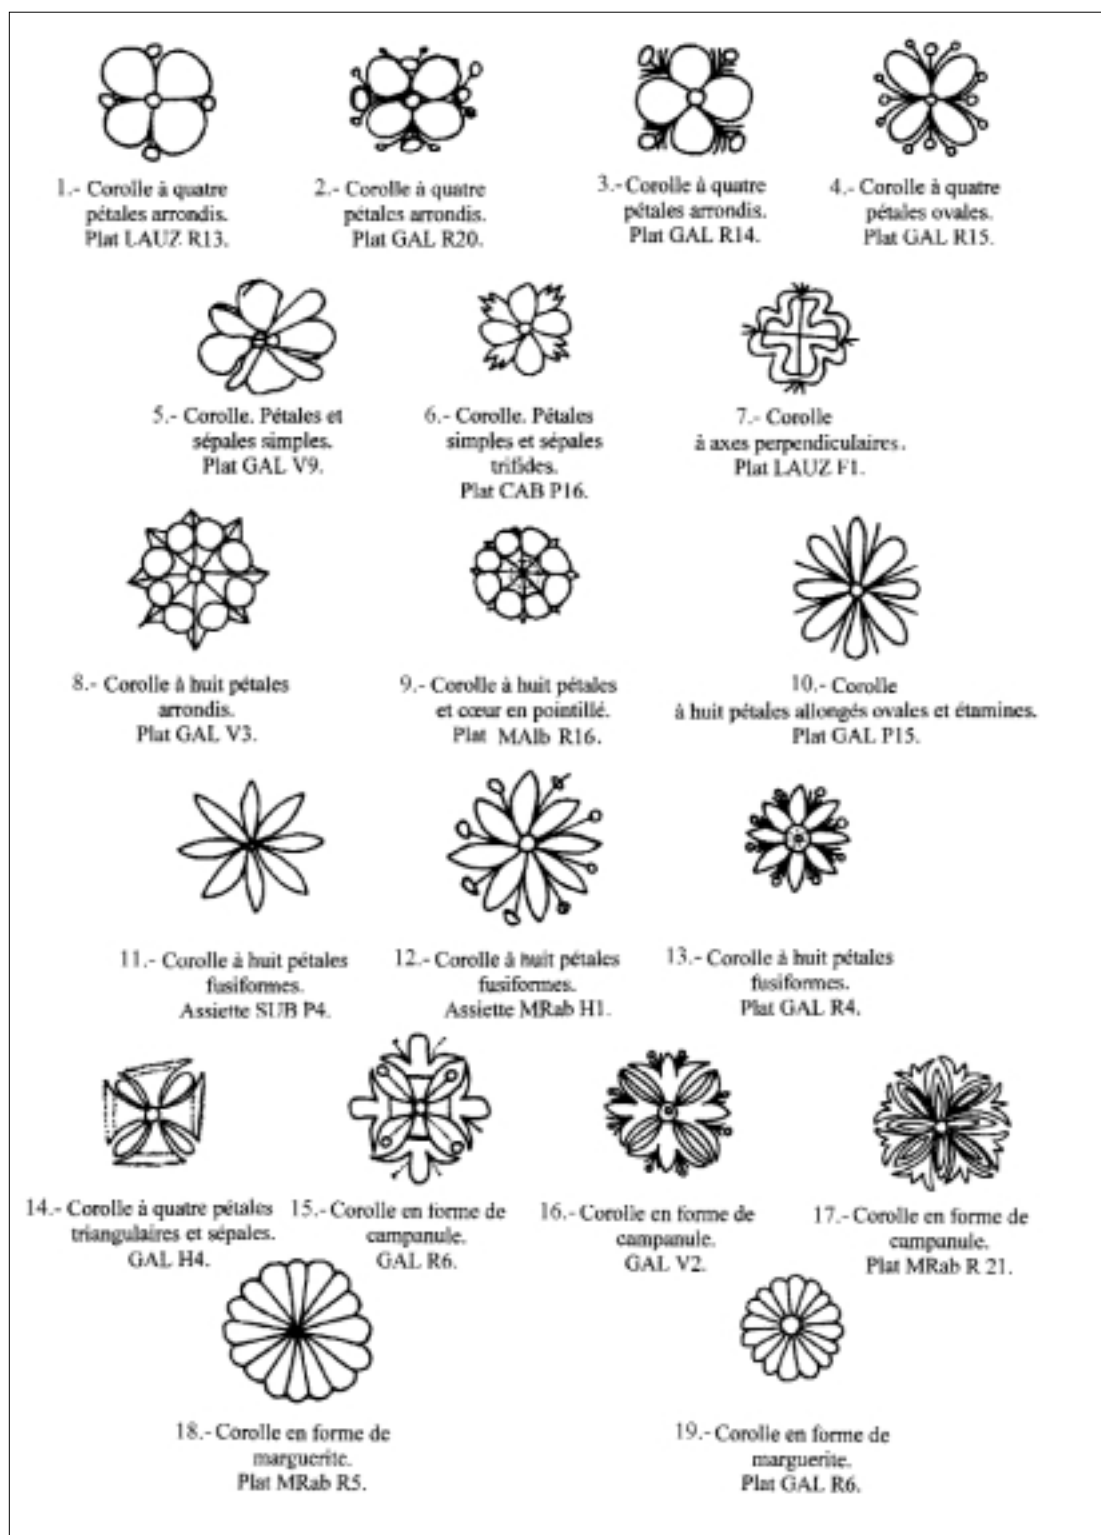 1.- Corolle à quatre
pétales arrondis.
Plat LAUZ R13.
2.- Corolle à quatre
pétales arrondis.
Plat GAL R20.
3.- Corolle à quatre
pétales arrondis.
Plat GAL R14.
4.- Corolle à quatre
pétales ovales.
Plat GAL R15.
5.- Corolle. Pétales et
sépales simples.
Plat GAL V9.
6.- Corolle. Pétales
simples et sépales
trifides.
Plat CAB P16.
7.- Corolle
à axes perpendiculaires.
Plat LAUZ F1.
8.- Corolle à huit pétales
arrondis.
Plat GAL V3.
9.- Corolle à huit pétales
et cœur en pointillé.
Plat MAlb R16.
10.- Corolle
à huit pétales allongés ovales et étamines.
Plat GAL P15.
11.- Corolle à huit pétales
fusiformes.
Assiette SUB P4.
12.- Corolle à huit pétales
fusiformes.
Assiette MRab H1.
13.- Corolle à huit pétales
fusiformes.
Plat GAL R4.
14.- Corolle à quatre pétales
triangulaires et sépales.
GAL H4.
15.- Corolle en forme de
campanule.
GAL R6.
16.- Corolle en forme de
campanule.
GAL V2.
17.- Corolle en forme de
campanule.
Plat MRab R 21.
18.- Corolle en forme de
marguerite.
Plat MRab R5.
19.- Corolle en forme de
marguerite.
Plat GAL R6.